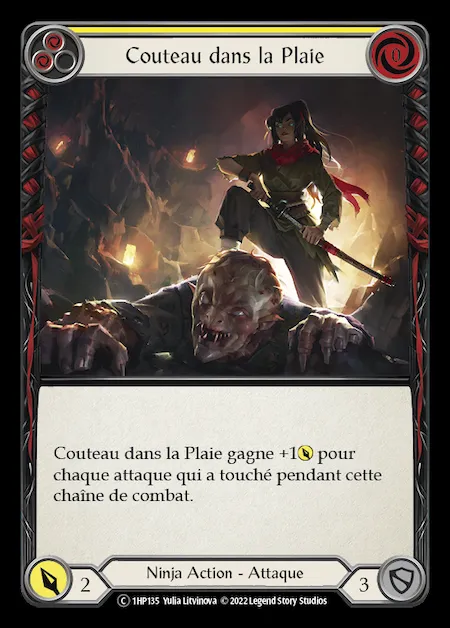 Couteau dans la Plaie
0
Couteau dans la Plaie gagne +1 pour
chaque attaque qui a touché pendant cette
chaîne de combat.
2
Ninja Action - Attaque
3
C 1HP135 Yulia Litvinova © 2022 Legend Story Studios